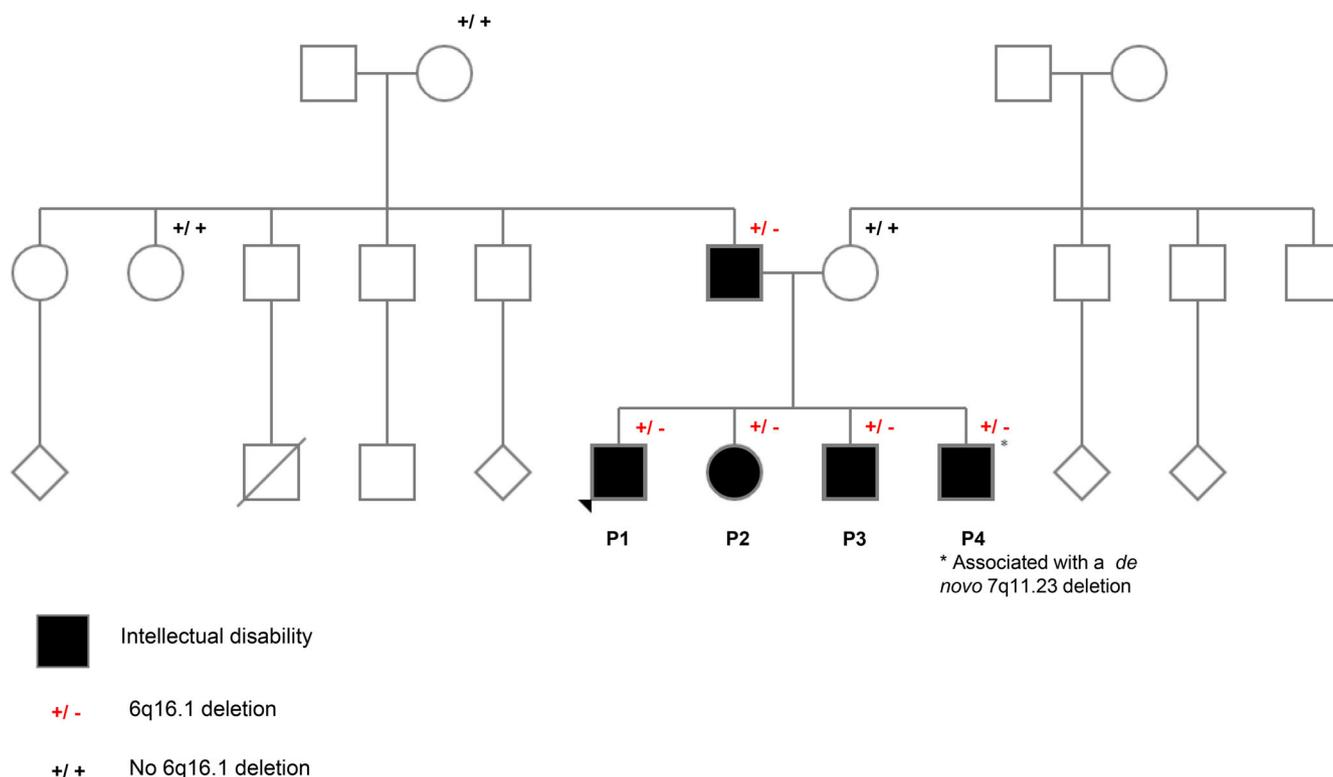 +/ +
+/ +
+/ -
+/ +
+/ -
+/ -
+/ -
+/ -
*
P1
P2
P3
P4
* Associated with a de
novo 7q11.23 deletion
Intellectual disability
+/ - 6q16.1 deletion
+/ + No 6q16.1 deletion